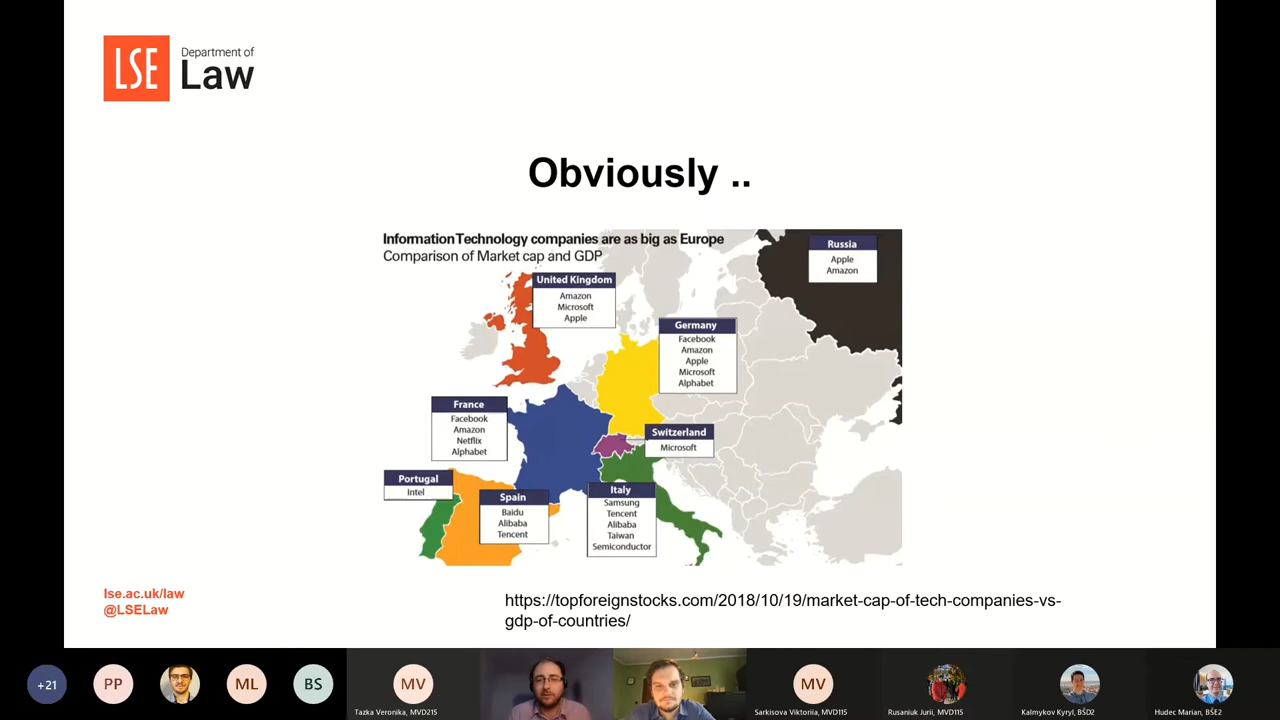 LSE
Department of
Law
Obviously ..
Information Technology companies are as big as Europe
Comparison of Market cap and GDP
Russia
Apple
Amazon
United Kingdom
Amazon
Microsoft
Apple
Germany
Facebook
Amazon
Apple
Microsoft
Alphabet
France
Facebook
Amazon
Netflix
Alphabet
Switzerland
Microsoft
Portugal
Intel
Spain
Baidu
Alibaba
Tencent
Italy
Samsung
Tencent
Alibaba
Taiwan
Semiconductor
lse.ac.uk/law
@LSELaw
https://topforeignstocks.com/2018/10/19/market-cap-of-tech-companies-vs-
gdp-of-countries/
+21
PP
ML
BS
MV
Tazka Veronika, MVD215
MV
Sarkisova Viktoriia, MVD115
Rusaniuk Jurii, MVD115
Kalmykov Kyryl, BŠD2
Hudec Marian, BŠE2